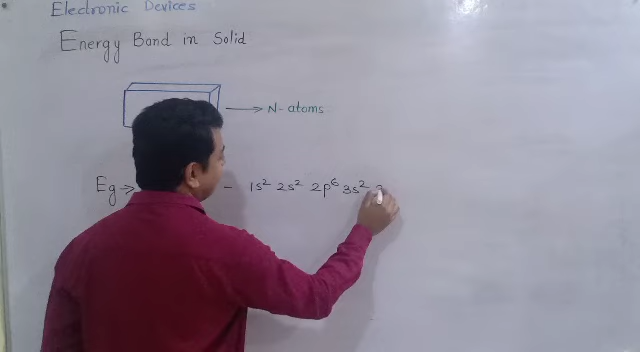 Electronic Devices
Energy Band in Solid
N-atoms
Eg → - 1s² 2s² 2p⁶ 3s²